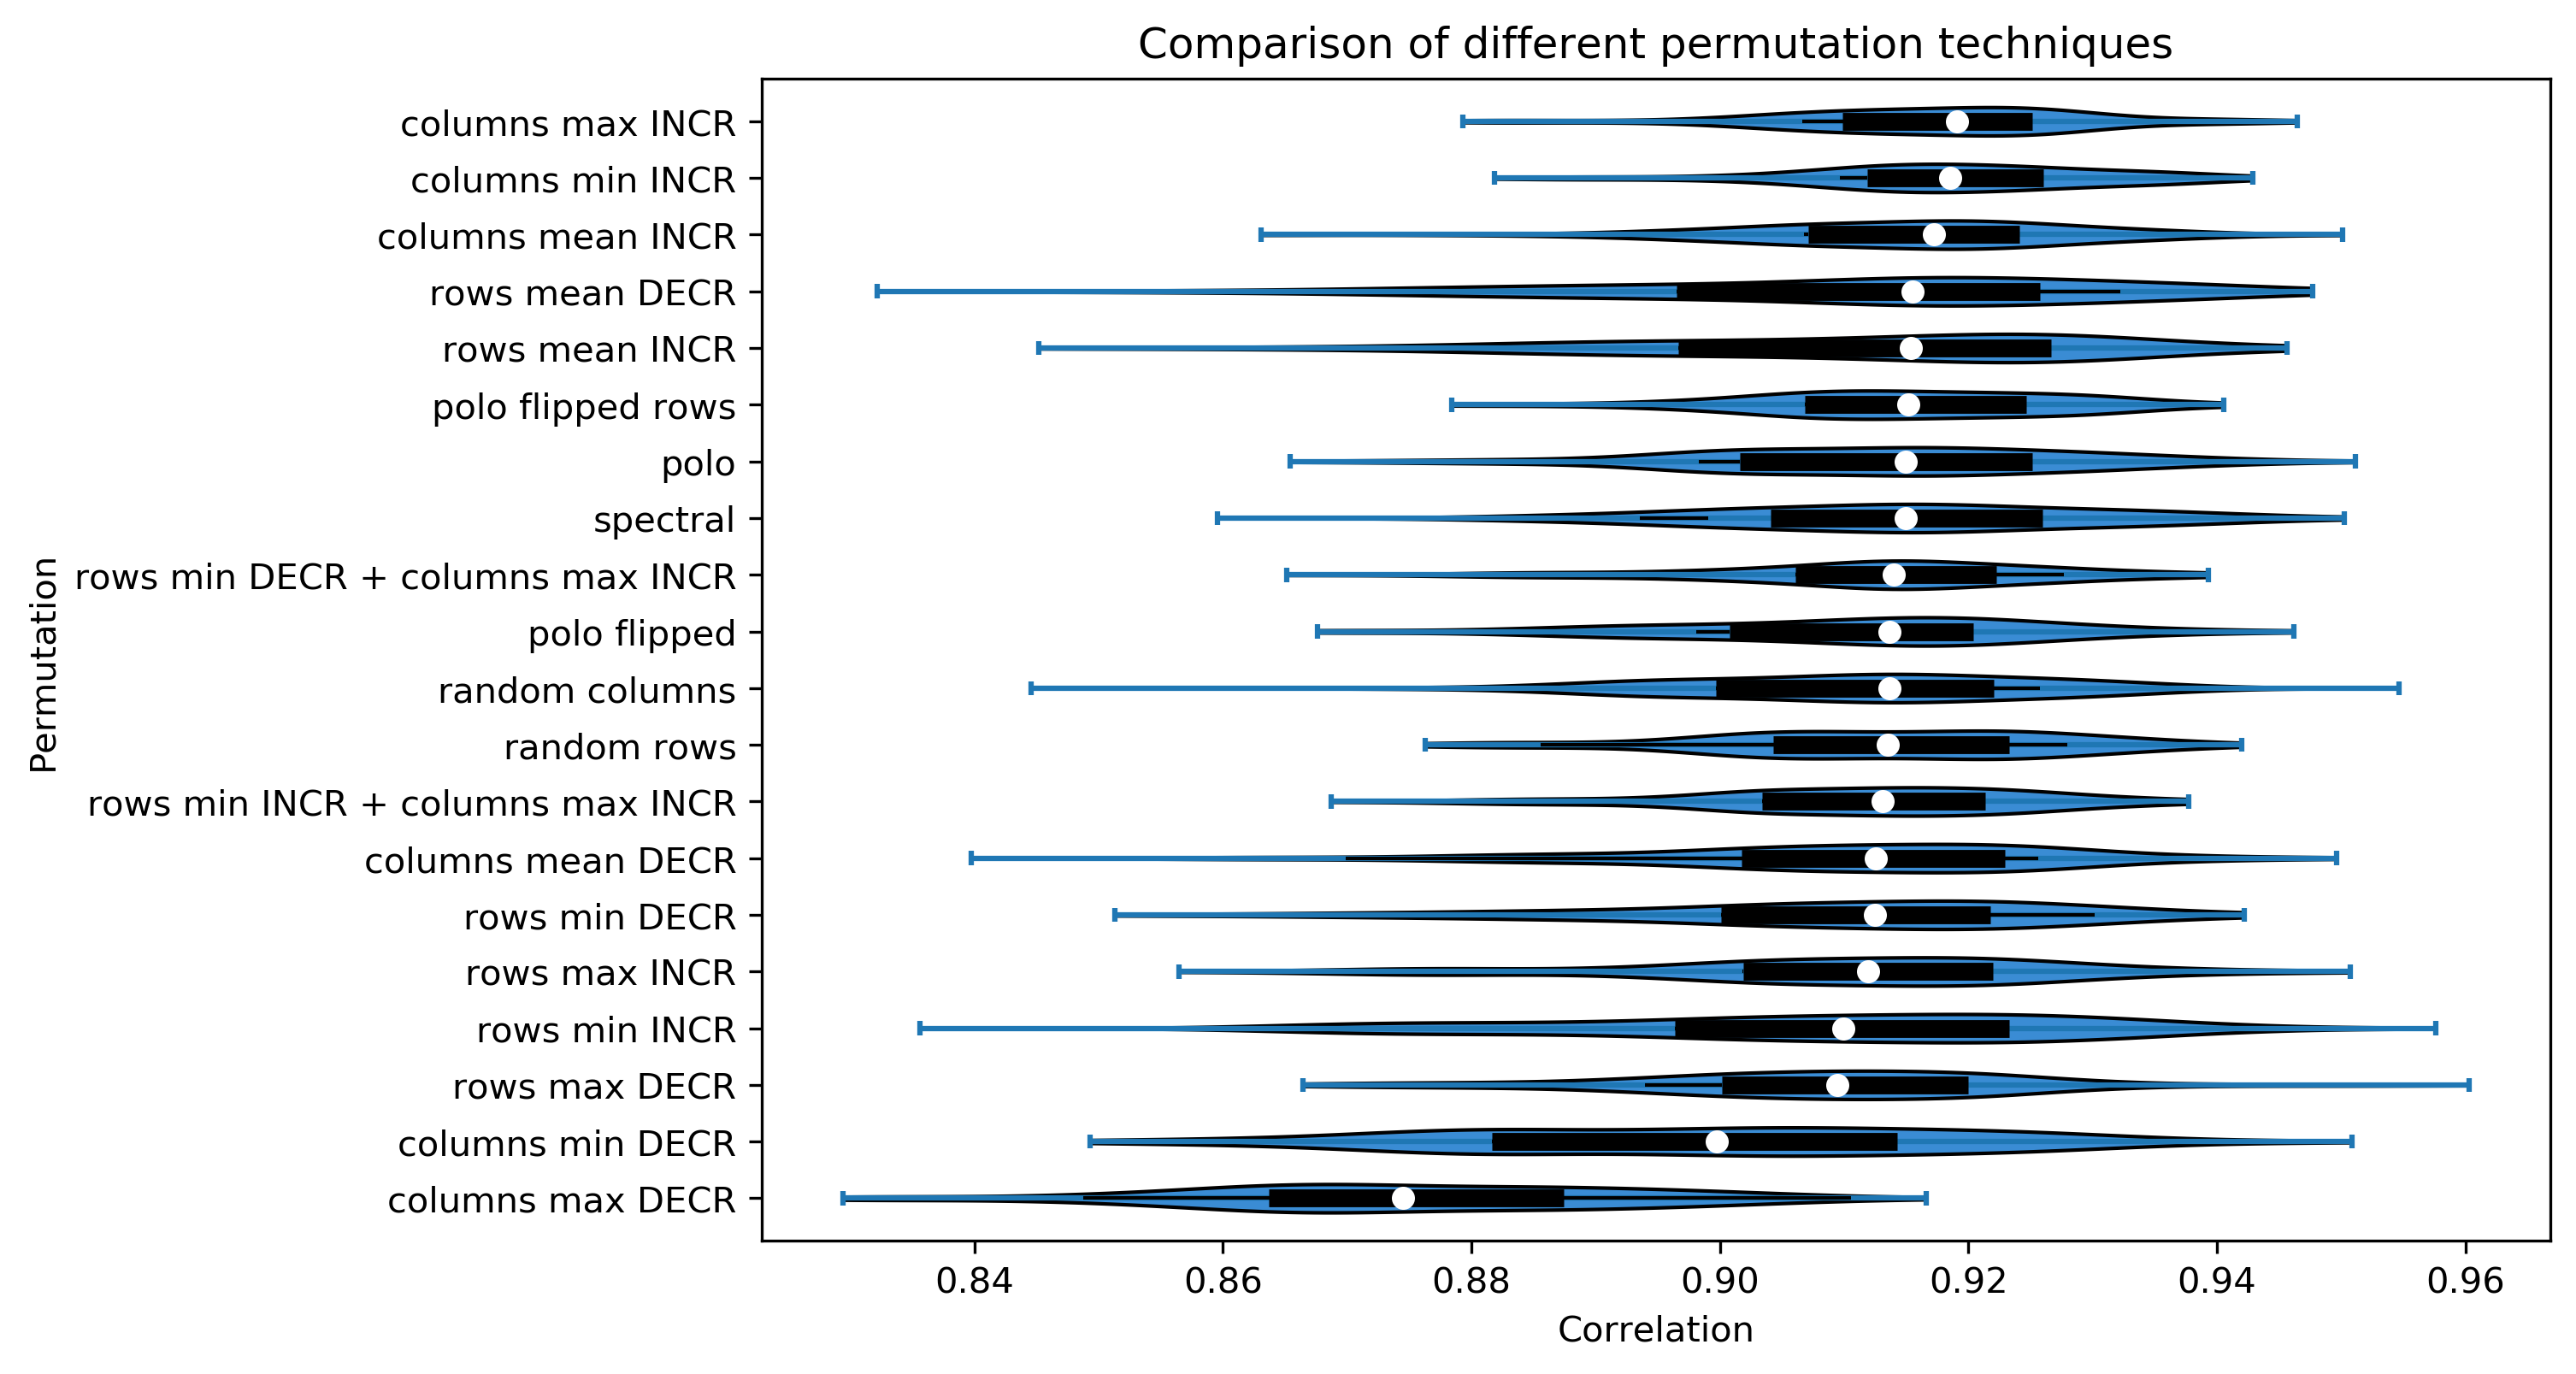 Comparison of different permutation techniques
Permutation
columns max INCR
columns min INCR
columns mean INCR
rows mean DECR
rows mean INCR
polo flipped rows
polo
spectral
rows min DECR + columns max INCR
polo flipped
random columns
random rows
rows min INCR + columns max INCR
columns mean DECR
rows min DECR
rows max INCR
rows min INCR
rows max DECR
columns min DECR
columns max DECR
0.84 0.86 0.88 0.90 0.92 0.94 0.96
Correlation